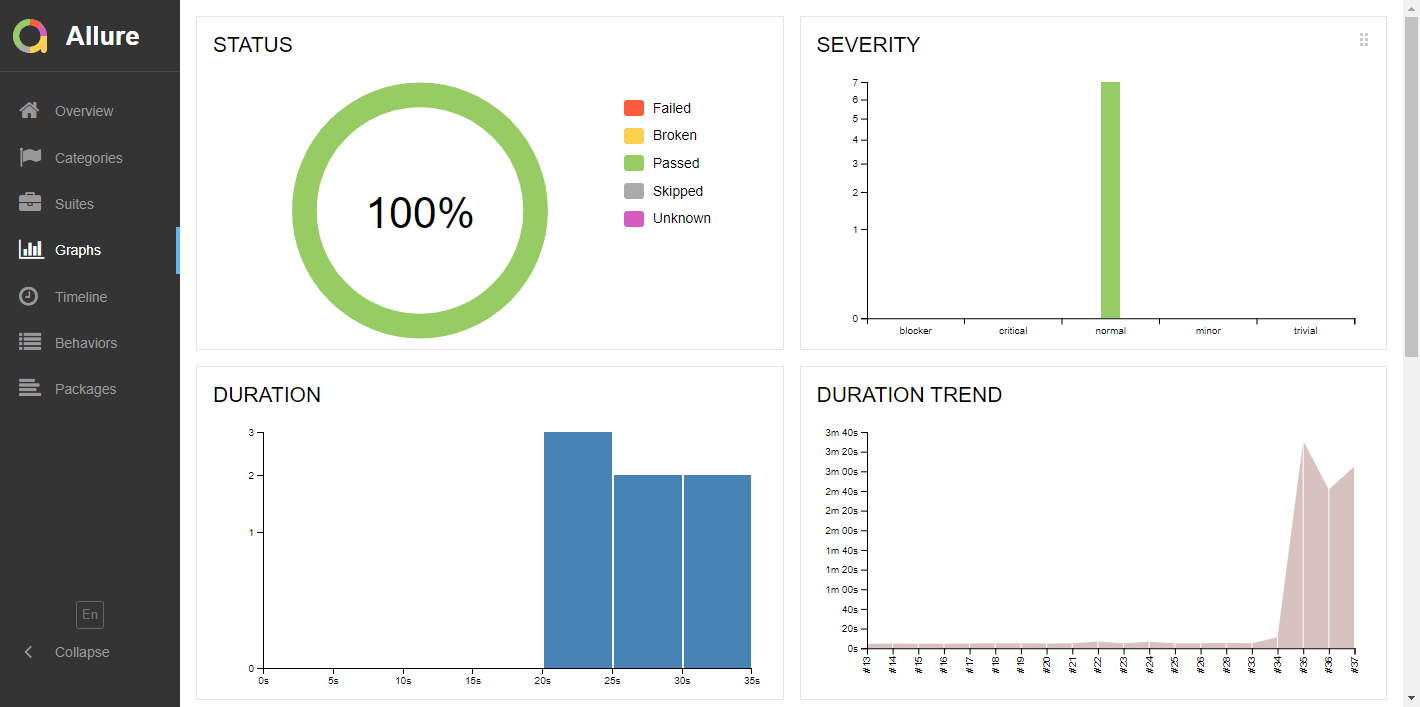 Allure
Overview
Categories
Suites
Graphs
Timeline
Behaviors
Packages
En
Collapse
STATUS
100%
Failed
Broken
Passed
Skipped
Unknown
SEVERITY
7
6
5
4
3
2
1
0
blocker critical normal minor trivial
DURATION
3
2
1
0
0s 5s 10s 15s 20s 25s 30s 35s
DURATION TREND
3m 40s
3m 20s
3m 00s
2m 40s
2m 20s
2m 00s
1m 40s
1m 20s
1m 00s
40s
20s
0s
#13 #14 #15 #16 #17 #18 #19 #20 #21 #22 #23 #24 #25 #26 #28 #33 #34 #35 #36 #37